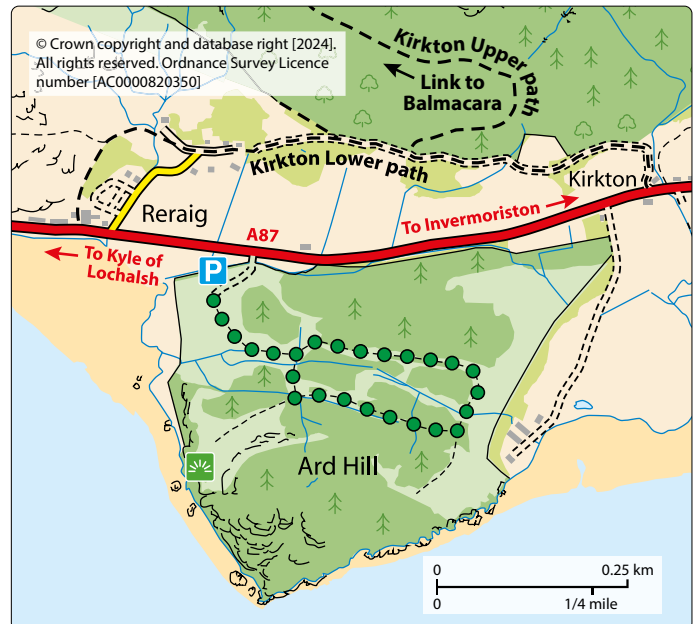 © Crown copyright and database right [2024].
All rights reserved. Ordnance Survey Licence
number [AC0000820350]
Kirkton Upper path
Link to
Balmacara
Kirkton Lower path
Kirkton
Reraig
To Invermoriston
A87
To Kyle of
Lochalsh
P
Ard Hill
0 0.25 km
0 1/4 mile